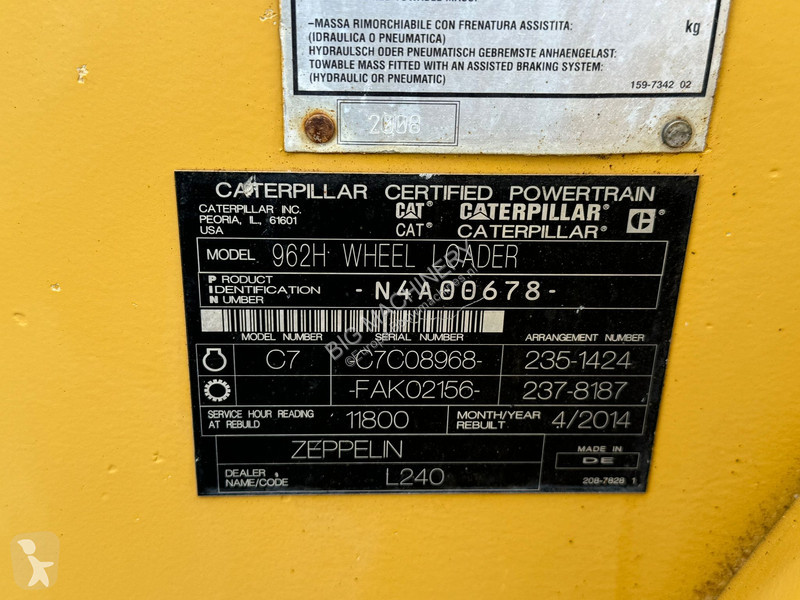 -MASSA RIMORCHIABILE CON FRENATURA ASSISTITA: kg
(IDRAULICA O PNEUMATICA)
HYDRAULSCH ODER PNEUMATISCH GEBREMSTE ANHAENGELAST:
TOWABLE MASS FITTED WITH AN ASSISTED BRAKING SYSTEM:
(HYDRAULIC OR PNEUMATIC)
159-7342 02
2008
CATERPILLAR CERTIFIED POWERTRAIN
CATERPILLAR INC.
PEORIA, IL, 61601
USA
CAT® CATERPILLAR®
CAT® CATERPILLAR®
C®
MODEL 962H WHEEL LOADER
PRODUCT
IDENTIFICATION
NUMBER
-N4A00678-
MODEL NUMBER SERIAL NUMBER ARRANGEMENT NUMBER
C7 -C7C08968- 235-1424
-FAK02156- 237-8187
SERVICE HOUR READING
AT REBUILD
11800
MONTH/YEAR
REBUILT
4/2014
ZEPPELIN
DEALER
NAME/CODE
L240
MADE IN
DE
208-7828 1
BIG MACHINERY